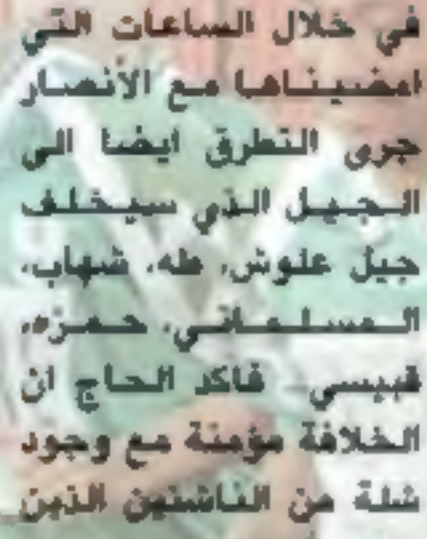 في خلال الساعات التي
امضيناها مع الأنصار
جرى التطرق ايضا الى
الجيل الذي سيخلف
جيل علوش، طه، شهاب،
المسلماني، حمزه،
قبيسي.. فاكد الحاج ان
الخلافة مؤمنة مع وجود
شلة من الناشئين الذين